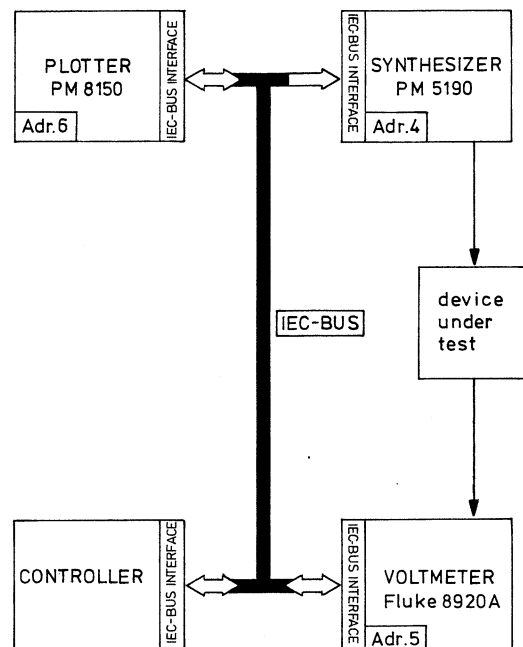 PLOTTER
PM 8150
Adr.6
IEC-BUS INTERFACE
IEC-BUS INTERFACE
SYNTHESIZER
PM 5190
Adr.4
device
under
test
IEC-BUS
CONTROLLER
IEC-BUS INTERFACE
IEC-BUS INTERFACE
VOLTMETER
Fluke 8920A
Adr.5